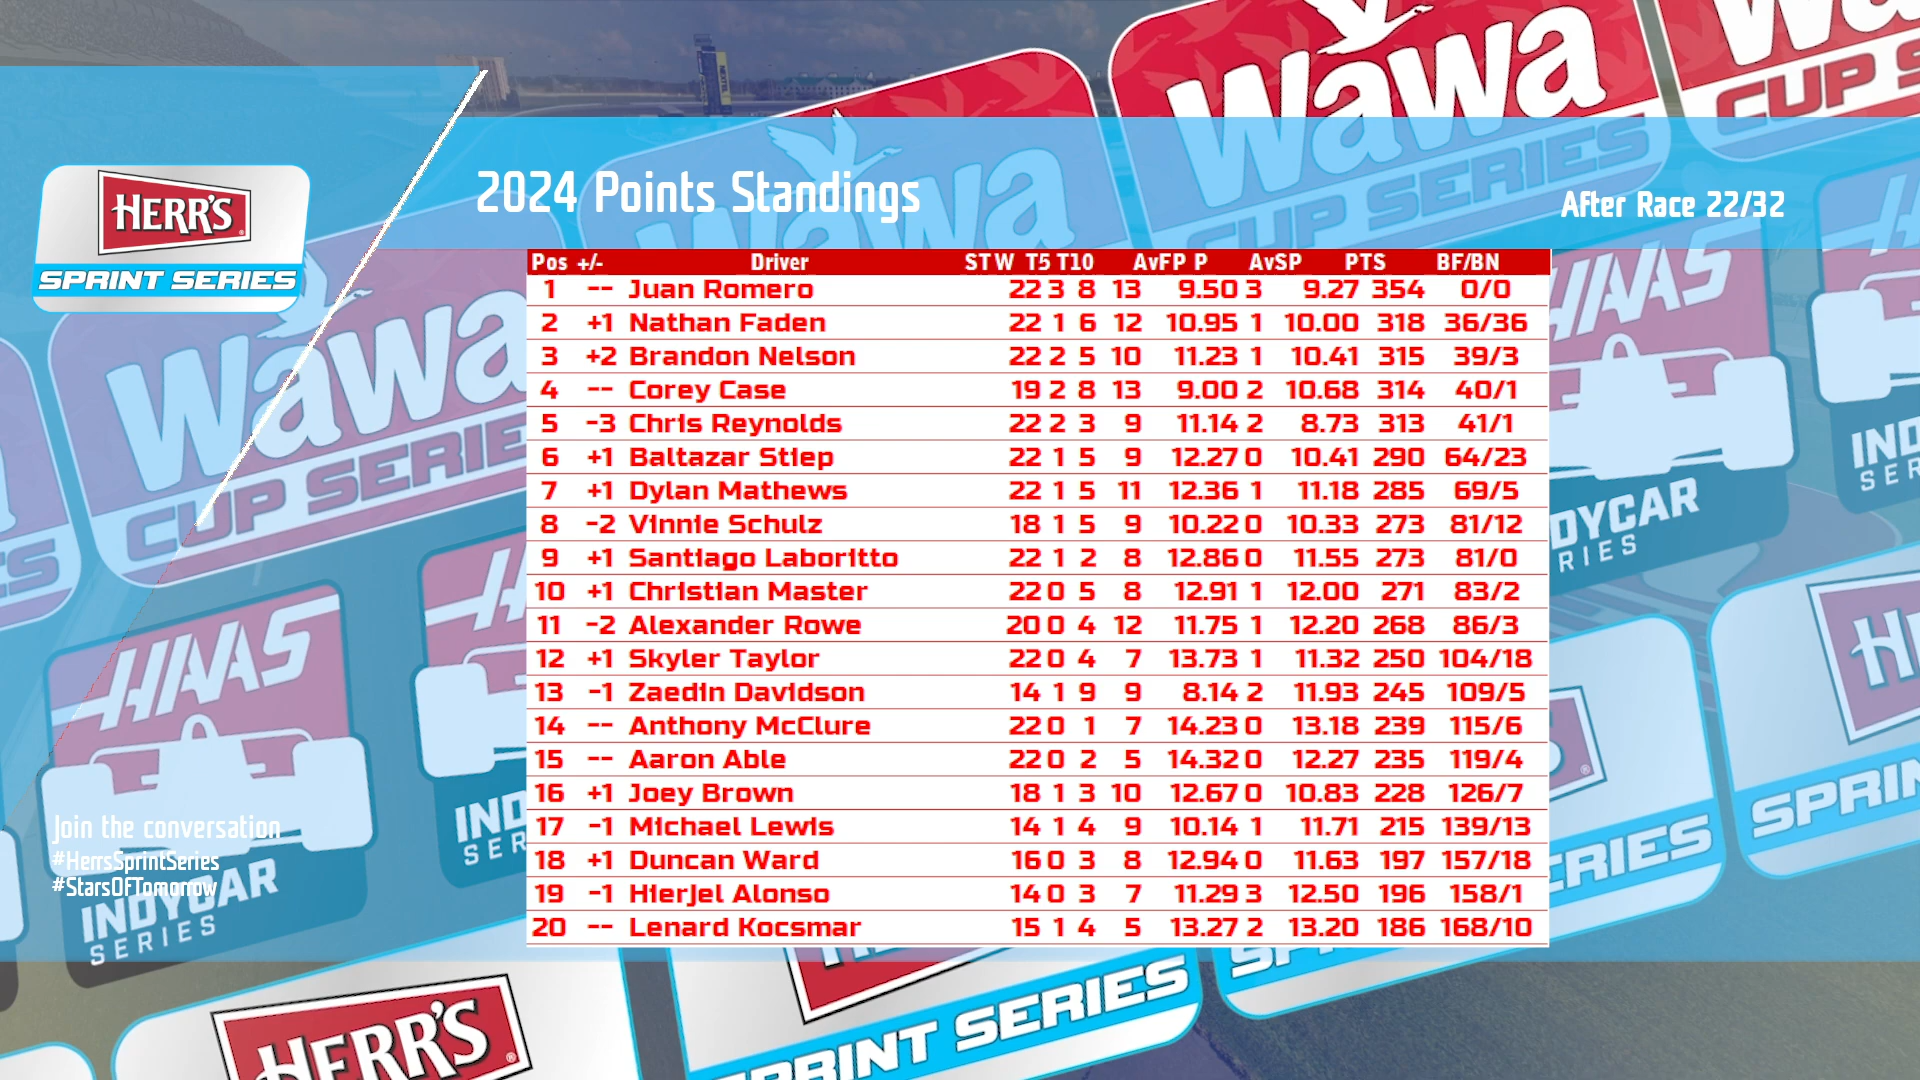 Wawa
CUP SERIES
HERR'S
SPRINT SERIES
2024 Points Standings
After Race 22/32
Pos +/- Driver ST W T5 T10 AvFP P AvSP PTS BF/BN
1 -- Juan Romero 22 3 8 13 9.50 3 9.27 354 0/0
2 +1 Nathan Faden 22 1 6 12 10.95 1 10.00 318 36/36
3 +2 Brandon Nelson 22 2 5 10 11.23 1 10.41 315 39/3
4 -- Corey Case 19 2 8 13 9.00 2 10.68 314 40/1
5 -3 Chris Reynolds 22 2 3 9 11.14 2 8.73 313 41/1
6 +1 Baltazar Stiep 22 1 5 9 12.27 0 10.41 290 64/23
7 +1 Dylan Mathews 22 1 5 11 12.36 1 11.18 285 69/5
8 -2 Vinnie Schulz 18 1 5 9 10.22 0 10.33 273 81/12
9 +1 Santiago Laboritto 22 1 2 8 12.86 0 11.55 273 81/0
10 +1 Christian Master 22 0 5 8 12.91 1 12.00 271 83/2
11 -2 Alexander Rowe 20 0 4 12 11.75 1 12.20 268 86/3
12 +1 Skyler Taylor 22 0 4 7 13.73 1 11.32 250 104/18
13 -1 Zaedin Davidson 14 1 9 9 8.14 2 11.93 245 109/5
14 -- Anthony McClure 22 0 1 7 14.23 0 13.18 239 115/6
15 -- Aaron Able 22 0 2 5 14.32 0 12.27 235 119/4
16 +1 Joey Brown 18 1 3 10 12.67 0 10.83 228 126/7
17 -1 Michael Lewis 14 1 4 9 10.14 1 11.71 215 139/13
18 +1 Duncan Ward 16 0 3 8 12.94 0 11.63 197 157/18
19 -1 Hierjel Alonso 14 0 3 7 11.29 3 12.50 196 158/1
20 -- Lenard Kocsmar 15 1 4 5 13.27 2 13.20 186 168/10
Wawa
CUP SERIES
HAAS
INDYCAR
SERIES
Join the conversation
#HerrsSprintSeries
#StarsOfTomorrow
HERR'S
SPRINT SERIES